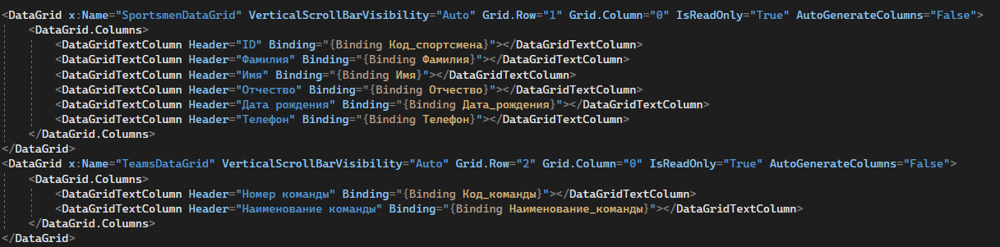 <DataGrid x:Name="SportsmenDataGrid" VerticalScrollBarVisibility="Auto" Grid.Row="1" Grid.Column="0" IsReadOnly="True" AutoGenerateColumns="False">
<DataGrid.Columns>
<DataGridTextColumn Header="ID" Binding="{Binding Код_спортсмена}"></DataGridTextColumn>
<DataGridTextColumn Header="Фамилия" Binding="{Binding Фамилия}"></DataGridTextColumn>
<DataGridTextColumn Header="Имя" Binding="{Binding Имя}"></DataGridTextColumn>
<DataGridTextColumn Header="Отчество" Binding="{Binding Отчество}"></DataGridTextColumn>
<DataGridTextColumn Header="Дата рождения" Binding="{Binding Дата_рождения}"></DataGridTextColumn>
<DataGridTextColumn Header="Телефон" Binding="{Binding Телефон}"></DataGridTextColumn>
</DataGrid.Columns>
</DataGrid>
<DataGrid x:Name="TeamsDataGrid" VerticalScrollBarVisibility="Auto" Grid.Row="2" Grid.Column="0" IsReadOnly="True" AutoGenerateColumns="False">
<DataGrid.Columns>
<DataGridTextColumn Header="Номер команды" Binding="{Binding Код_команды}"></DataGridTextColumn>
<DataGridTextColumn Header="Наименование команды" Binding="{Binding Наименование_команды}"></DataGridTextColumn>
</DataGrid.Columns>
</DataGrid>